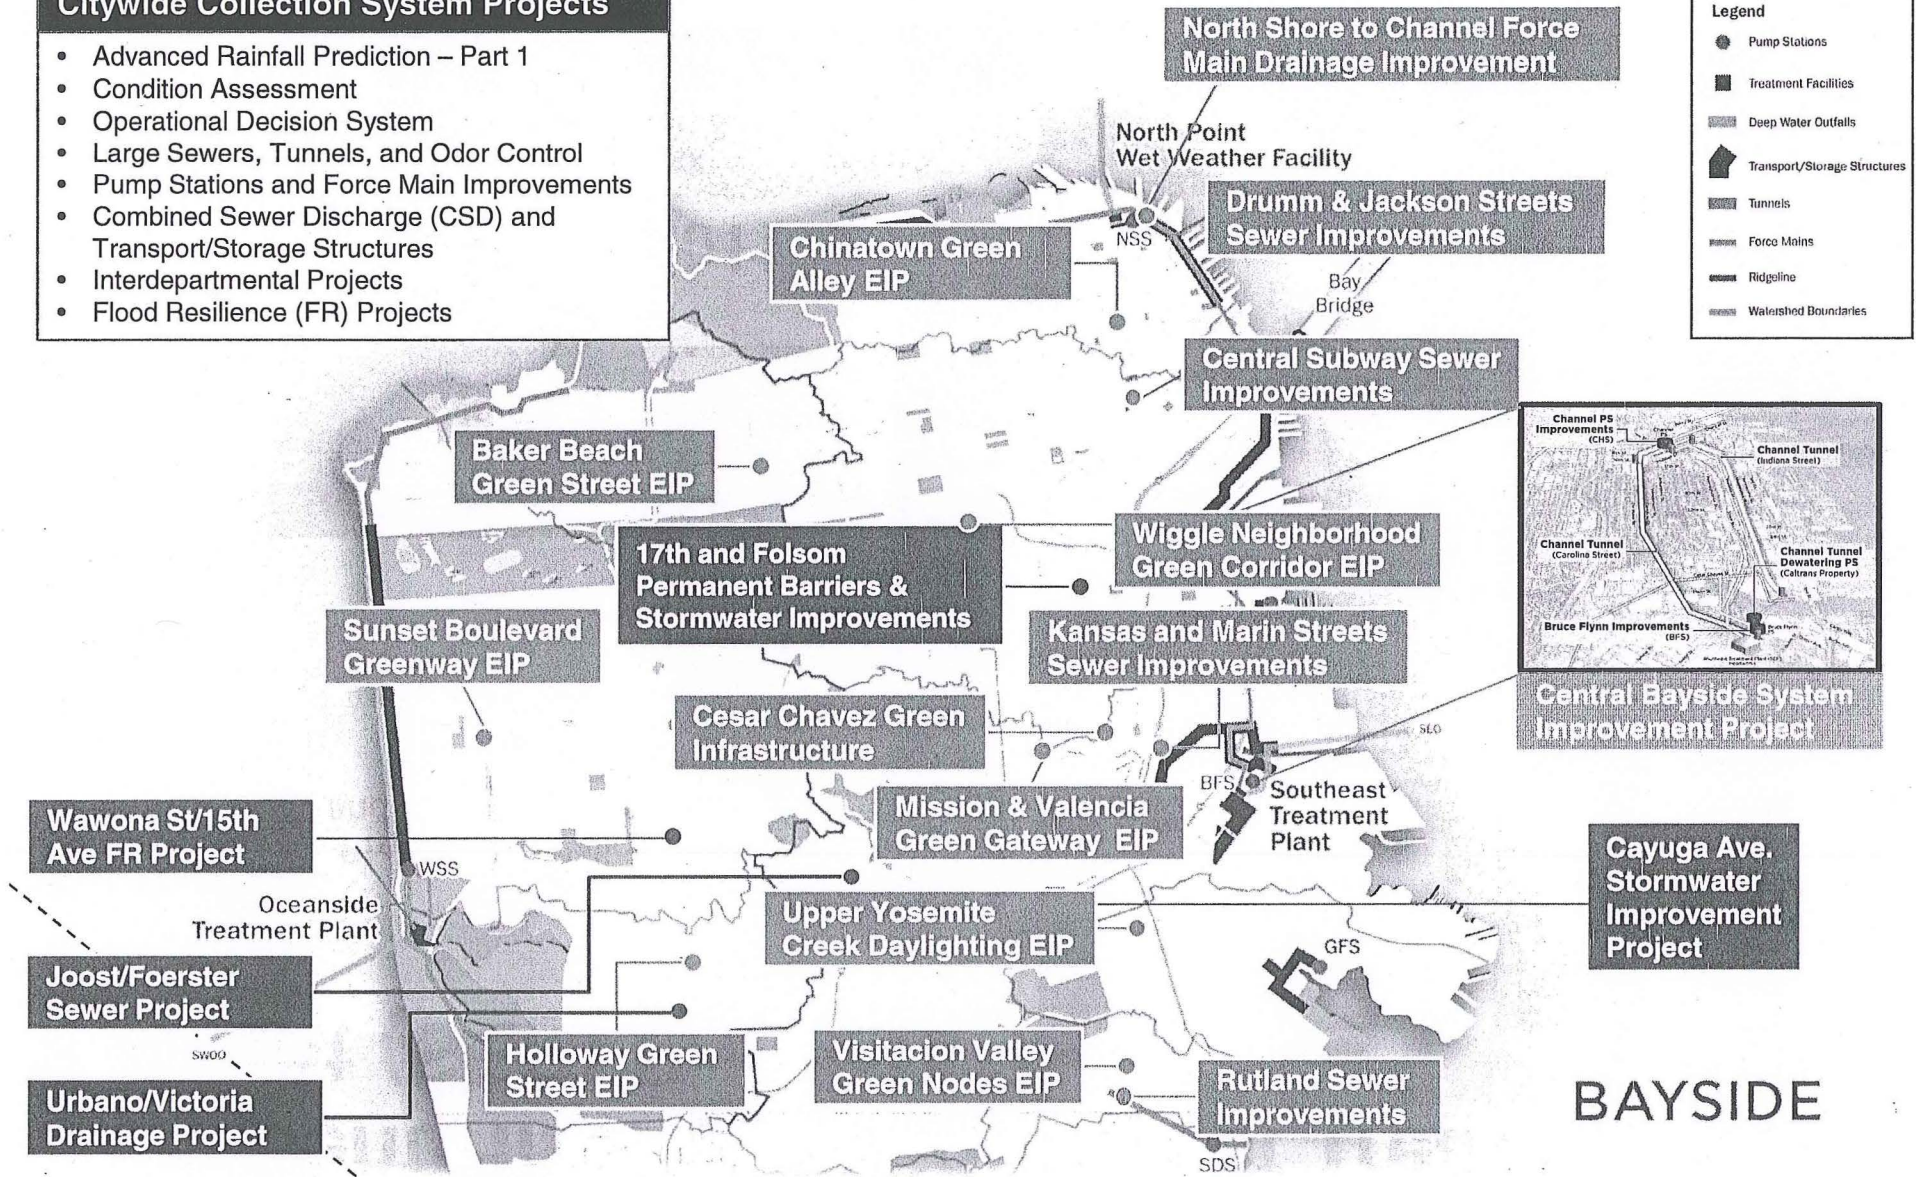 Citywide Collection System Projects
• Advanced Rainfall Prediction – Part 1
• Condition Assessment
• Operational Decision System
• Large Sewers, Tunnels, and Odor Control
• Pump Stations and Force Main Improvements
• Combined Sewer Discharge (CSD) and
Transport/Storage Structures
• Interdepartmental Projects
• Flood Resilience (FR) Projects
North Shore to Channel Force
Main Drainage Improvement
Legend
Pump Stations
Treatment Facilities
Deep Water Outfalls
Transport/Storage Structures
Tunnels
Force Mains
Ridgeline
Watershed Boundaries
North Point
Wet Weather Facility
Drumm & Jackson Streets
Sewer Improvements
NSS
Chinatown Green
Alley EIP
Bay
Bridge
Central Subway Sewer
Improvements
Baker Beach
Green Street EIP
Channel PS
Improvements
(CHS)
Channel Tunnel
(Indiana Street)
Channel Tunnel
(Carolina Street)
Channel Tunnel
Dewatering PS
(Caltrans Property)
Bruce Flynn Improvements
(BFS)
Central Bayside System
Improvement Project
Wiggle Neighborhood
Green Corridor EIP
17th and Folsom
Permanent Barriers &
Stormwater Improvements
Sunset Boulevard
Greenway EIP
Kansas and Marin Streets
Sewer Improvements
Cesar Chavez Green
Infrastructure
SLO
BFS
Southeast
Treatment
Plant
Mission & Valencia
Green Gateway EIP
Wawona St/15th
Ave FR Project
WSS
Cayuga Ave.
Stormwater
Improvement
Project
Oceanside
Treatment Plant
Upper Yosemite
Creek Daylighting EIP
GFS
Joost/Foerster
Sewer Project
SWOO
Holloway Green
Street EIP
Visitacion Valley
Green Nodes EIP
Rutland Sewer
Improvements
Urbano/Victoria
Drainage Project
SDS
BAYSIDE